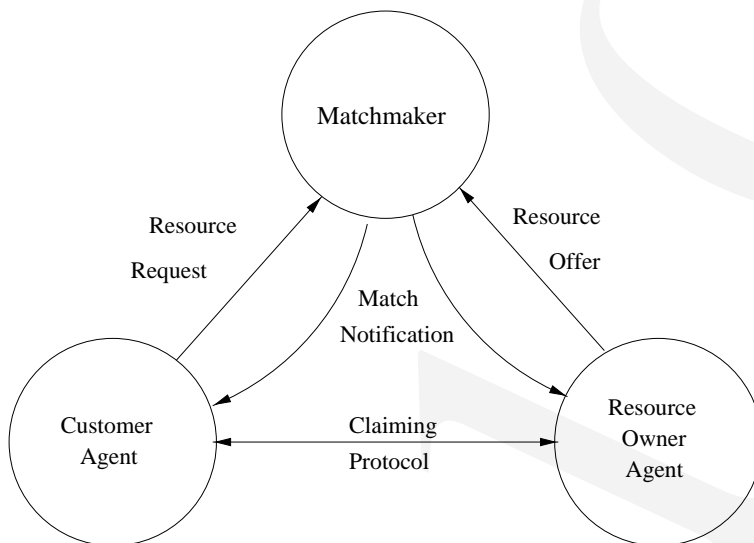 Matchmaker
Resource
Request
Resource
Offer
Match
Notification
Customer
Agent
Claiming
Protocol
Resource
Owner
Agent